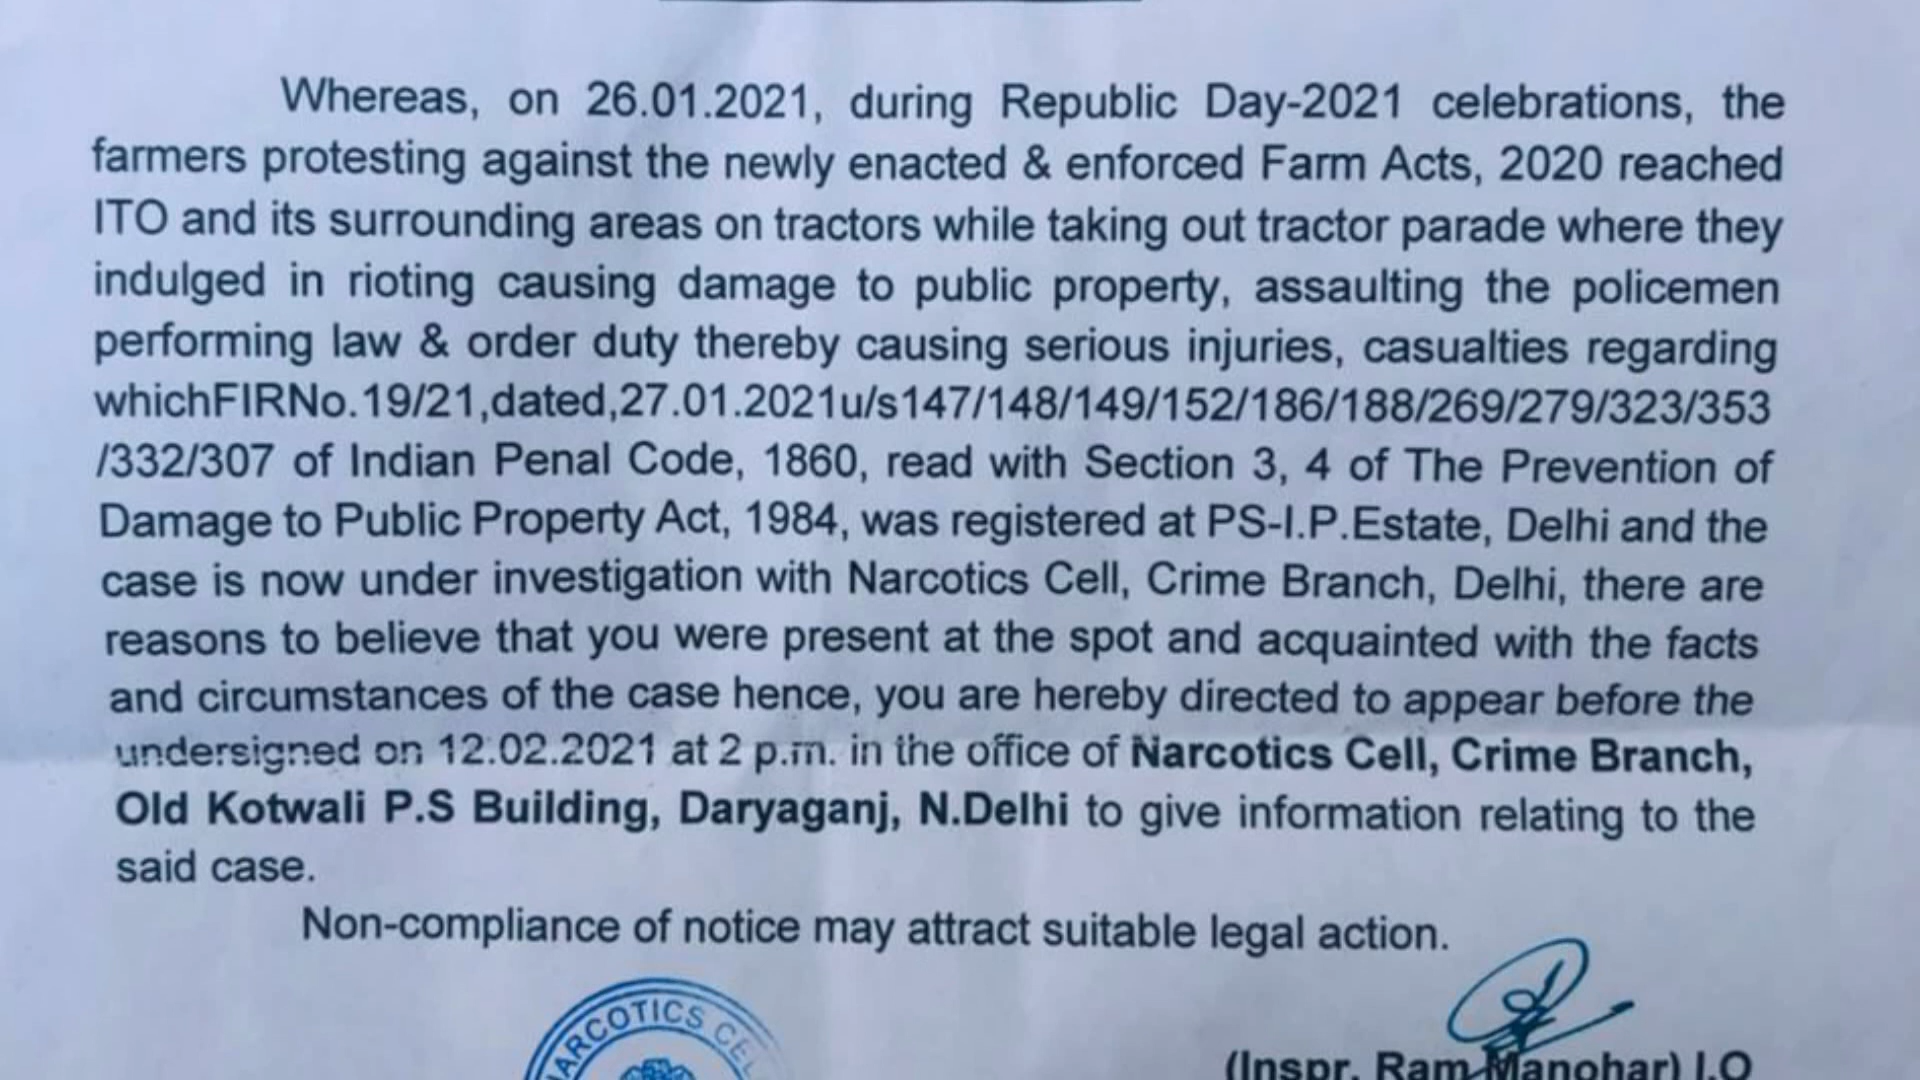 Whereas, on 26.01.2021, during Republic Day-2021 celebrations, the
farmers protesting against the newly enacted & enforced Farm Acts, 2020 reached
ITO and its surrounding areas on tractors while taking out tractor parade where they
indulged in rioting causing damage to public property, assaulting the policemen
performing law & order duty thereby causing serious injuries, casualties regarding
whichFIRNo.19/21,dated,27.01.2021u/s147/148/149/152/186/188/269/279/323/353
/332/307 of Indian Penal Code, 1860, read with Section 3, 4 of The Prevention of
Damage to Public Property Act, 1984, was registered at PS-I.P.Estate, Delhi and the
case is now under investigation with Narcotics Cell, Crime Branch, Delhi, there are
reasons to believe that you were present at the spot and acquainted with the facts
and circumstances of the case hence, you are hereby directed to appear before the
undersigned on 12.02.2021 at 2 p.m. in the office of Narcotics Cell, Crime Branch,
Old Kotwali P.S Building, Daryaganj, N.Delhi to give information relating to the
said case.
Non-compliance of notice may attract suitable legal action.
NARCOTICS CELL
(Inspr. Ram Manohar) I.O